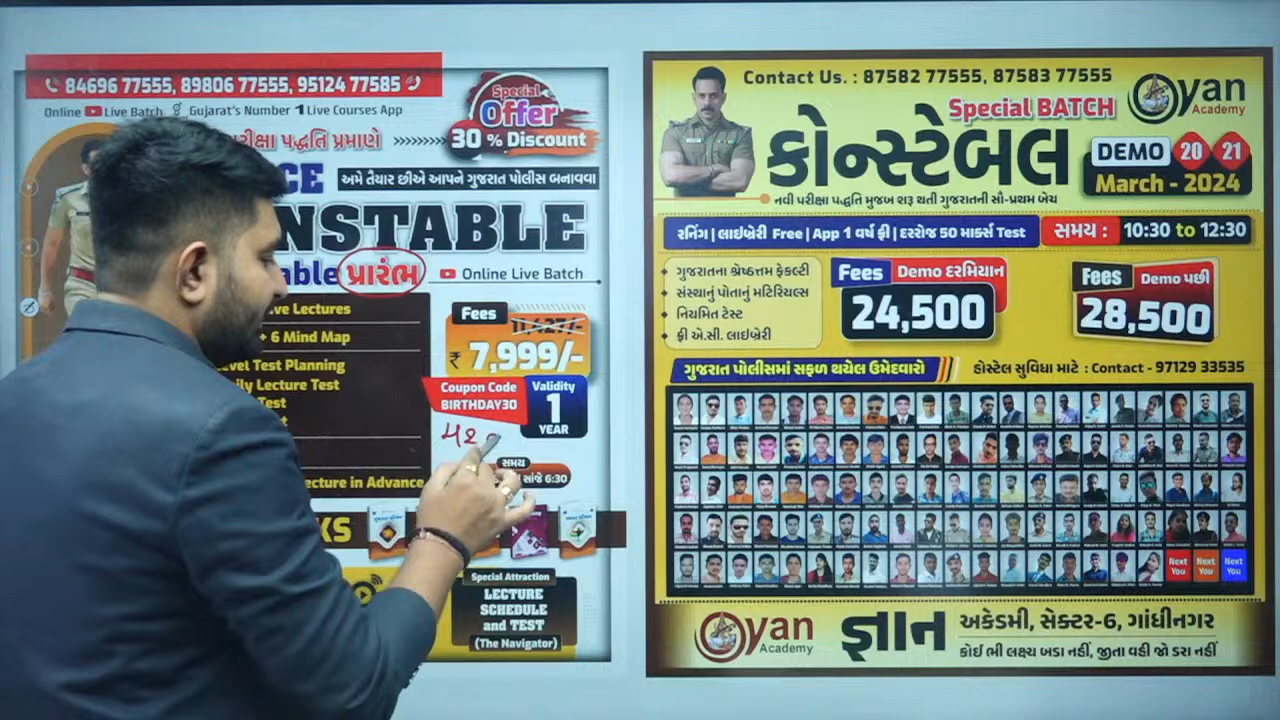 84696 77555, 89806 77555, 95124 77585
Online Live Batch Gujarat's Number 1 Live Courses App
પરીક્ષા પદ્ધતિ પ્રમાણે
Special
Offer
30 % Discount
CE
અમે તૈયાર છીએ આપને ગુજરાત પોલીસ બનાવવા
NSTABLE
able પ્રારંભ
Online Live Batch
ve Lectures
+ 6 Mind Map
Level Test Planning
ily Lecture Test
Test
t
ecture in Advance
Fees
₹ 7,999/-
Coupon Code
BIRTHDAY30
Validity
1
YEAR
સમય
સાંજે 6:30
KS
Special Attraction
LECTURE
SCHEDULE
and TEST
(The Navigator)
Contact Us. : 87582 77555, 87583 77555
Special BATCH
Gyan
Academy
કોન્સ્ટેબલ
DEMO 20 21
March - 2024
નવી પરીક્ષા પદ્ધતિ મુજબ શરૂ થતી ગુજરાતની સૌ-પ્રથમ બેચ
રનિંગ | લાઇબ્રેરી Free | App 1 વર્ષ ફ્રી | દરરોજ 50 માર્ક્સ Test
સમય : 10:30 to 12:30
ગુજરાતના શ્રેષ્ઠત્તમ ફેકલ્ટી
સંસ્થાનું પોતાનું મટિરિયલ્સ
નિયમિત ટેસ્ટ
ફ્રી એ.સી. લાઇબ્રેરી
Fees Demo દરમિયાન
24,500
Fees Demo પછી
28,500
ગુજરાત પોલીસમાં સફળ થયેલ ઉમેદવારો
હોસ્ટેલ સુવિધા માટે : Contact - 97129 33535
Next You
Next You
Next You
Gyan
Academy
જ્ઞાન
અકેડમી, સેક્ટર-6, ગાંધીનગર
કોઈ ભી લક્ષ્ય બડા નહીં, જીતા વહી જો ડરા નહીં